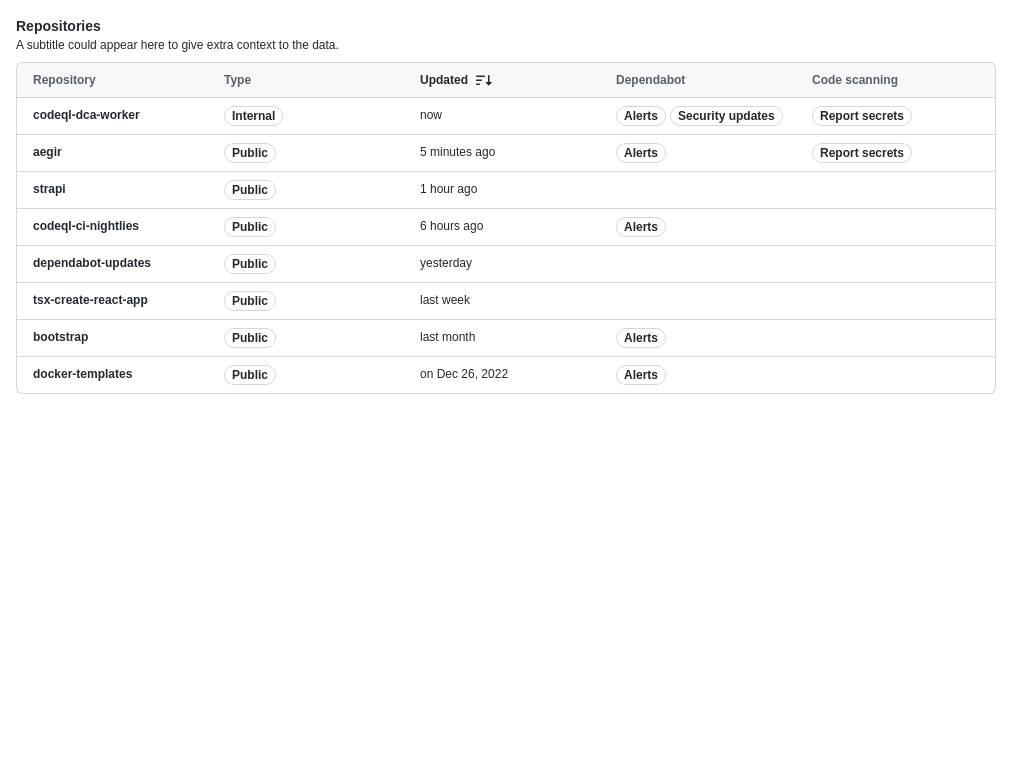 Repositories
A subtitle could appear here to give extra context to the data.
Repository Type Updated Dependabot Code scanning
codeql-dca-worker Internal now Alerts Security updates Report secrets
aegir Public 5 minutes ago Alerts Report secrets
strapi Public 1 hour ago
codeql-ci-nightlies Public 6 hours ago Alerts
dependabot-updates Public yesterday
tsx-create-react-app Public last week
bootstrap Public last month Alerts
docker-templates Public on Dec 26, 2022 Alerts